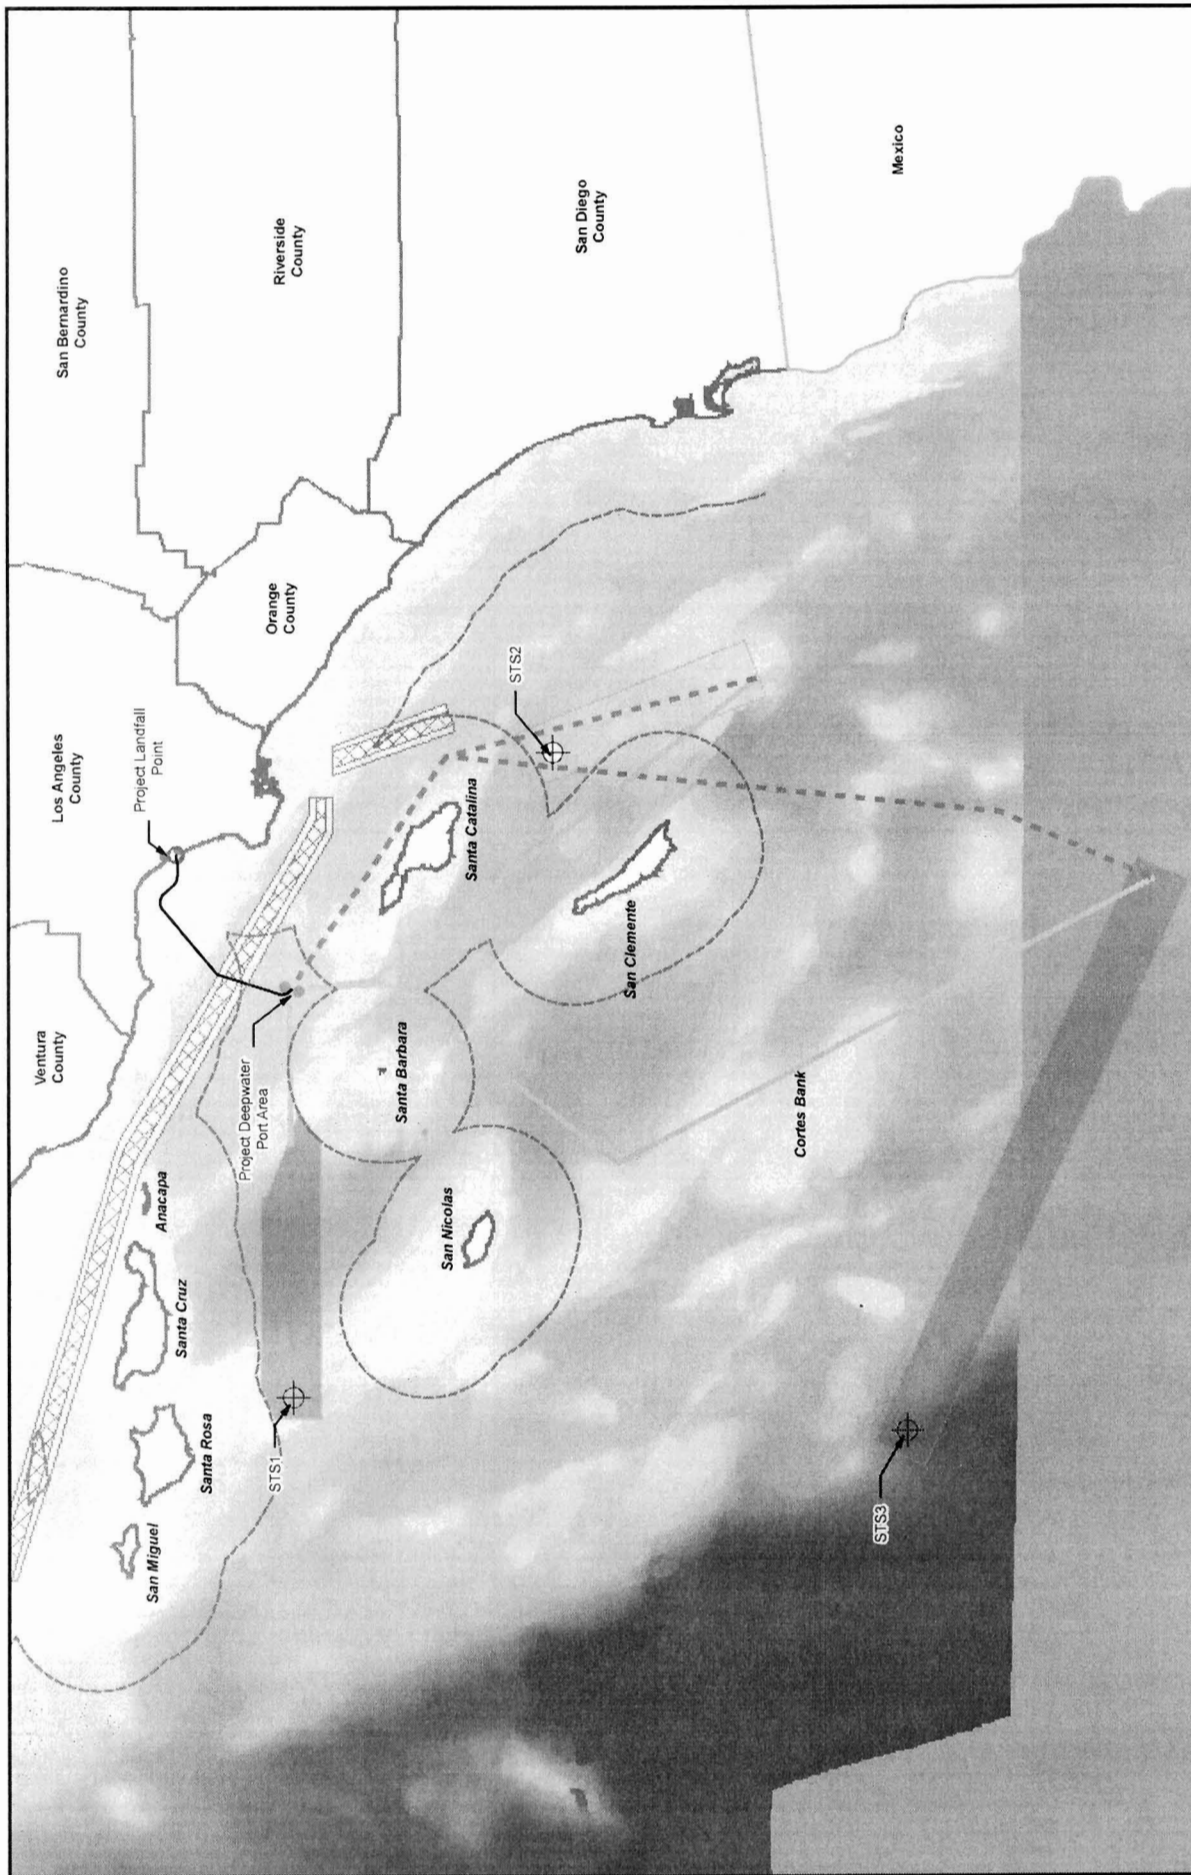 Ventura
County
Los Angeles
County
San Bernardino
County
Riverside
County
Orange
County
San Diego
County
Mexico
Project Landfall
Point
Project Deepwater
Port Area
San Miguel
Santa Rosa
Santa Cruz
Anacapa
STS1
San Nicolas
Santa Barbara
Santa Catalina
San Clemente
STS2
Cortes Bank
STS3